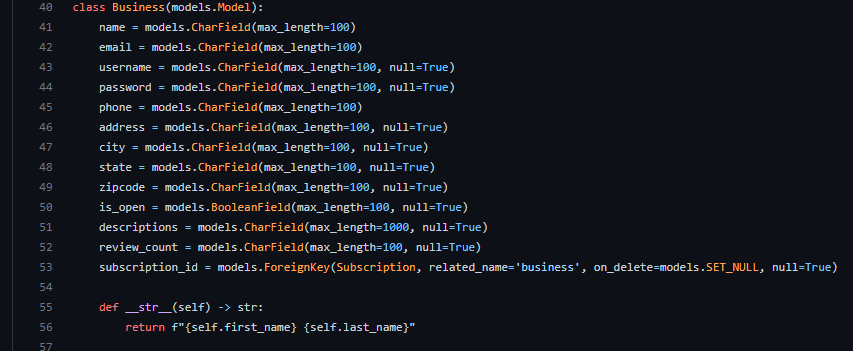 40 class Business(models.Model):
41     name = models.CharField(max_length=100)
42     email = models.CharField(max_length=100)
43     username = models.CharField(max_length=100, null=True)
44     password = models.CharField(max_length=100, null=True)
45     phone = models.CharField(max_length=100)
46     address = models.CharField(max_length=100, null=True)
47     city = models.CharField(max_length=100, null=True)
48     state = models.CharField(max_length=100, null=True)
49     zipcode = models.CharField(max_length=100, null=True)
50     is_open = models.BooleanField(max_length=100, null=True)
51     descriptions = models.CharField(max_length=1000, null=True)
52     review_count = models.CharField(max_length=100, null=True)
53     subscription_id = models.ForeignKey(Subscription, related_name='business', on_delete=models.SET_NULL, null=True)
54
55     def __str__(self) -> str:
56         return f"{self.first_name} {self.last_name}"
57